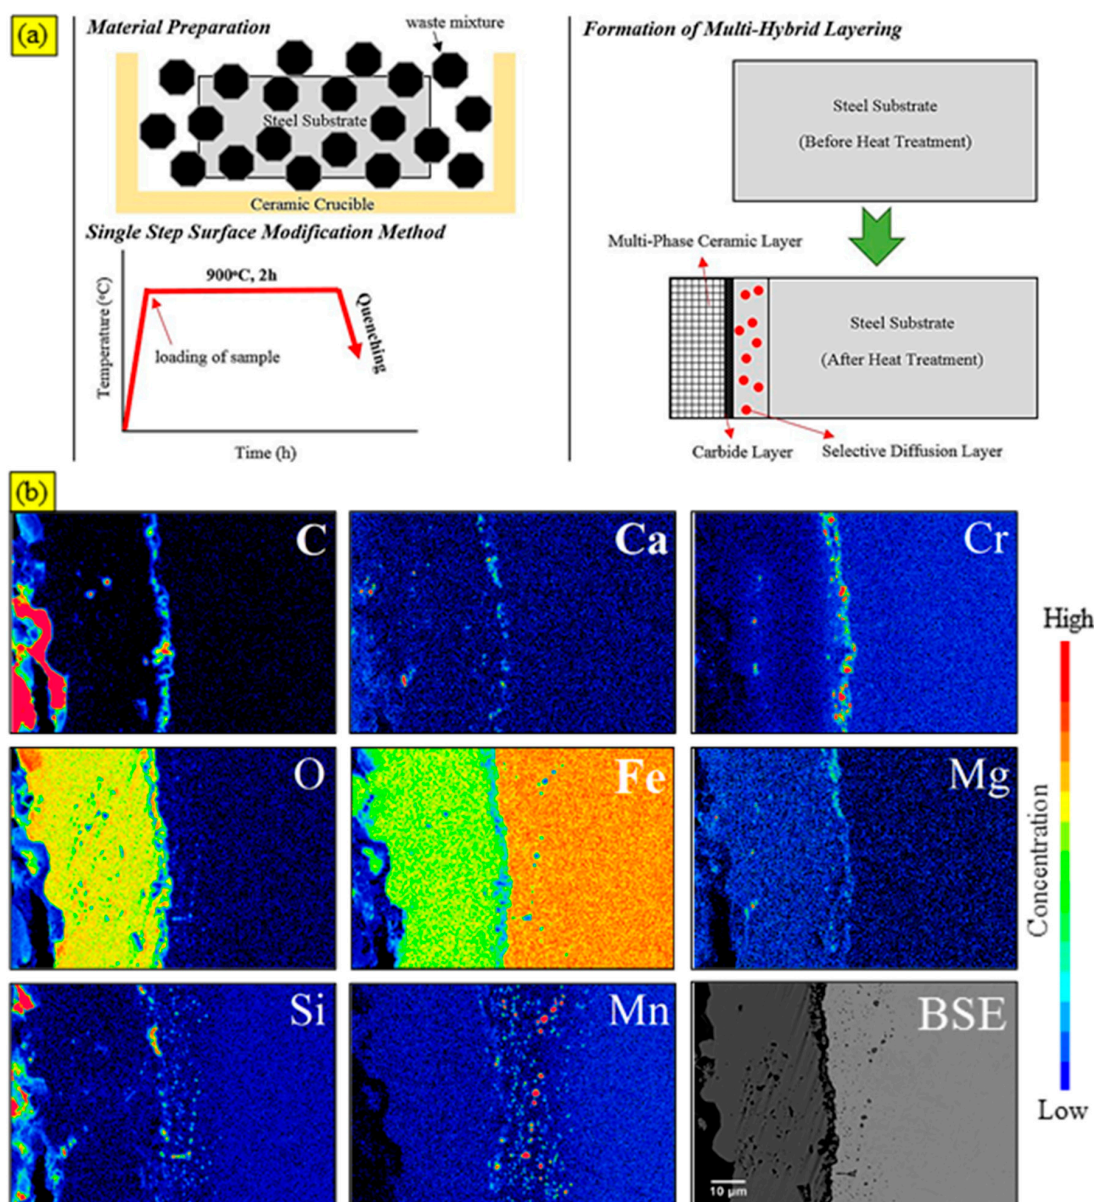 (a)
Material Preparation
waste mixture
Steel Substrate
Ceramic Crucible
Single Step Surface Modification Method
Temperature (ºC)
900ºC, 2h
Quenching
loading of sample
Time (h)
Formation of Multi-Hybrid Layering
Steel Substrate
(Before Heat Treatment)
Multi-Phase Ceramic Layer
Steel Substrate
(After Heat Treatment)
Carbide Layer
Selective Diffusion Layer
(b)
C
Ca
Cr
O
Fe
Mg
Si
Mn
BSE
10 µm
High
Concentration
Low